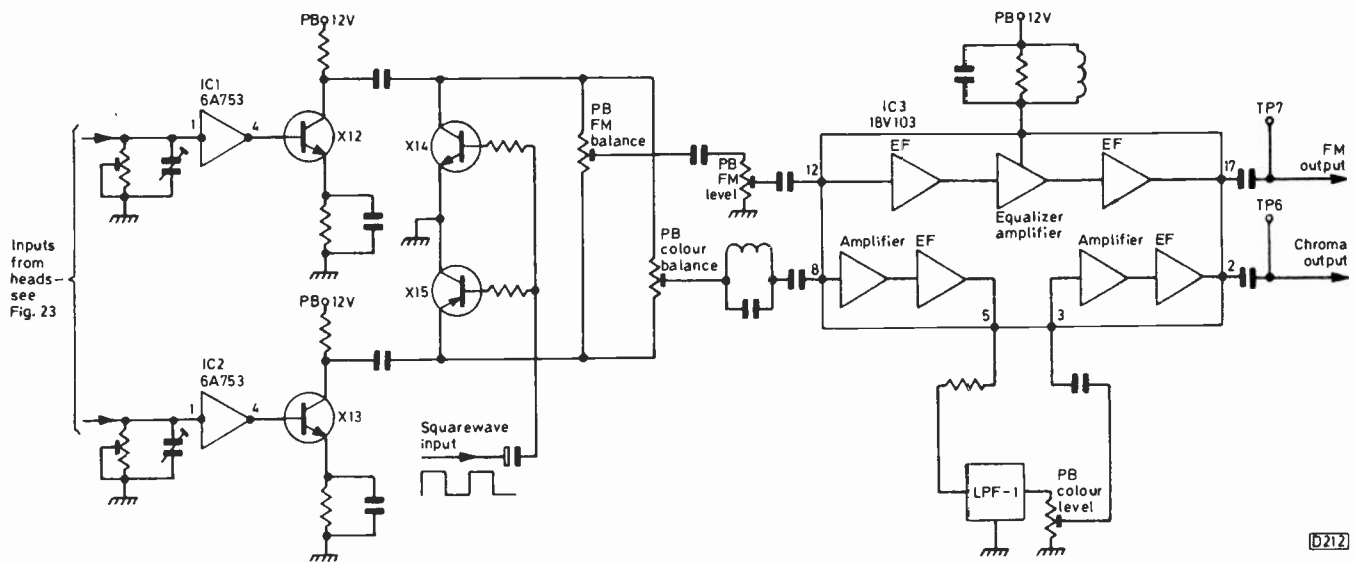 PB 12V
IC1
6A753
1
4
X12
Inputs
from
heads—
see
Fig. 23
X14
PB
FM
balance
PB
FM
level
PB 12V
IC3
18V103
12
EF
Equalizer
amplifier
EF
17
TP7
FM
output
PB
colour
balance
8
Amplifier
EF
5
3
Amplifier
EF
2
TP6
Chroma
output
X15
PB 12V
IC2
6A753
1
4
X13
Squarewave
input
LPF-1
PB
colour
level
D212